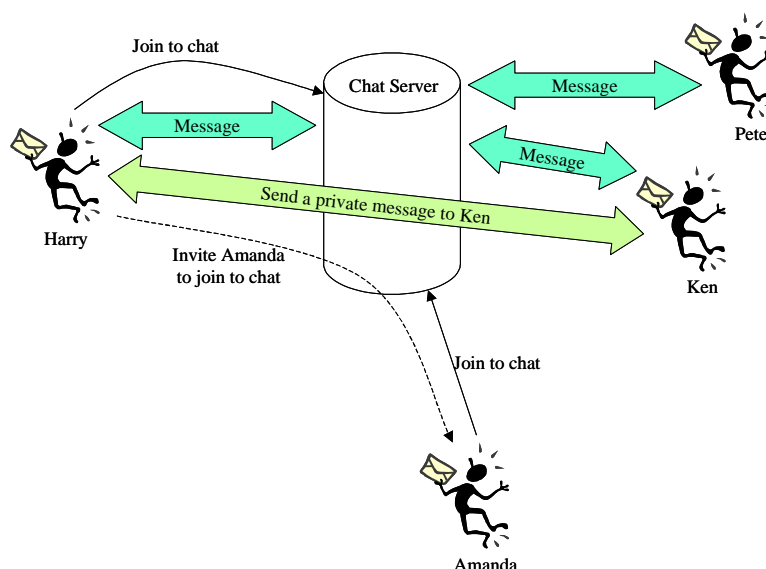 Join to chat
Chat Server
Message
Message
Pete
Message
Send a private message to Ken
Harry
Invite Amanda
to join to chat
Ken
Join to chat
Amanda